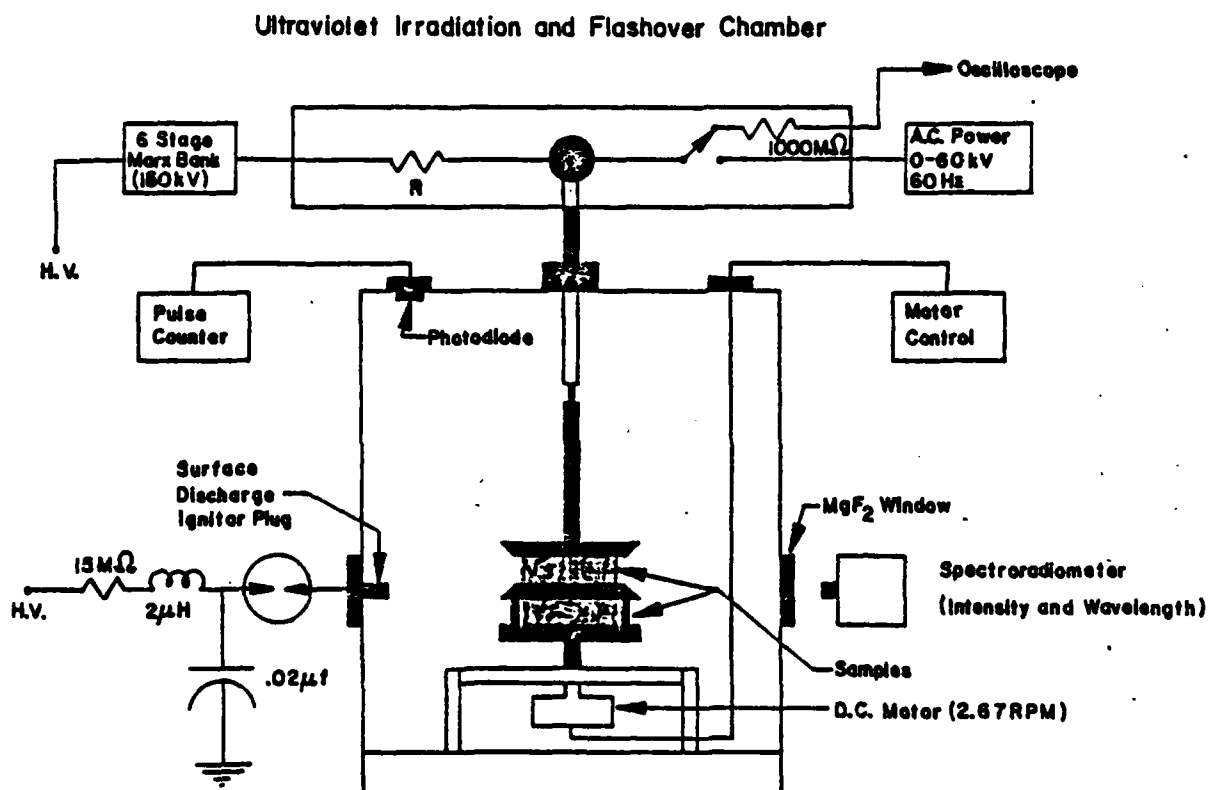 Ultraviolet Irradiation and Flashover Chamber
Oscilloscope
6 Stage
Marx Bank
(150kV)
R
1000MΩ
A.C. Power
0-60kV
60Hz
H.V.
Pulse
Counter
Photodiode
Motor
Control
Surface
Discharge
Ignitor Plug
MgF2 Window
15MΩ
H.V.
2μH
Spectroradiometer
(Intensity and Wavelength)
.02μf
Samples
D.C. Motor (2.67RPM)